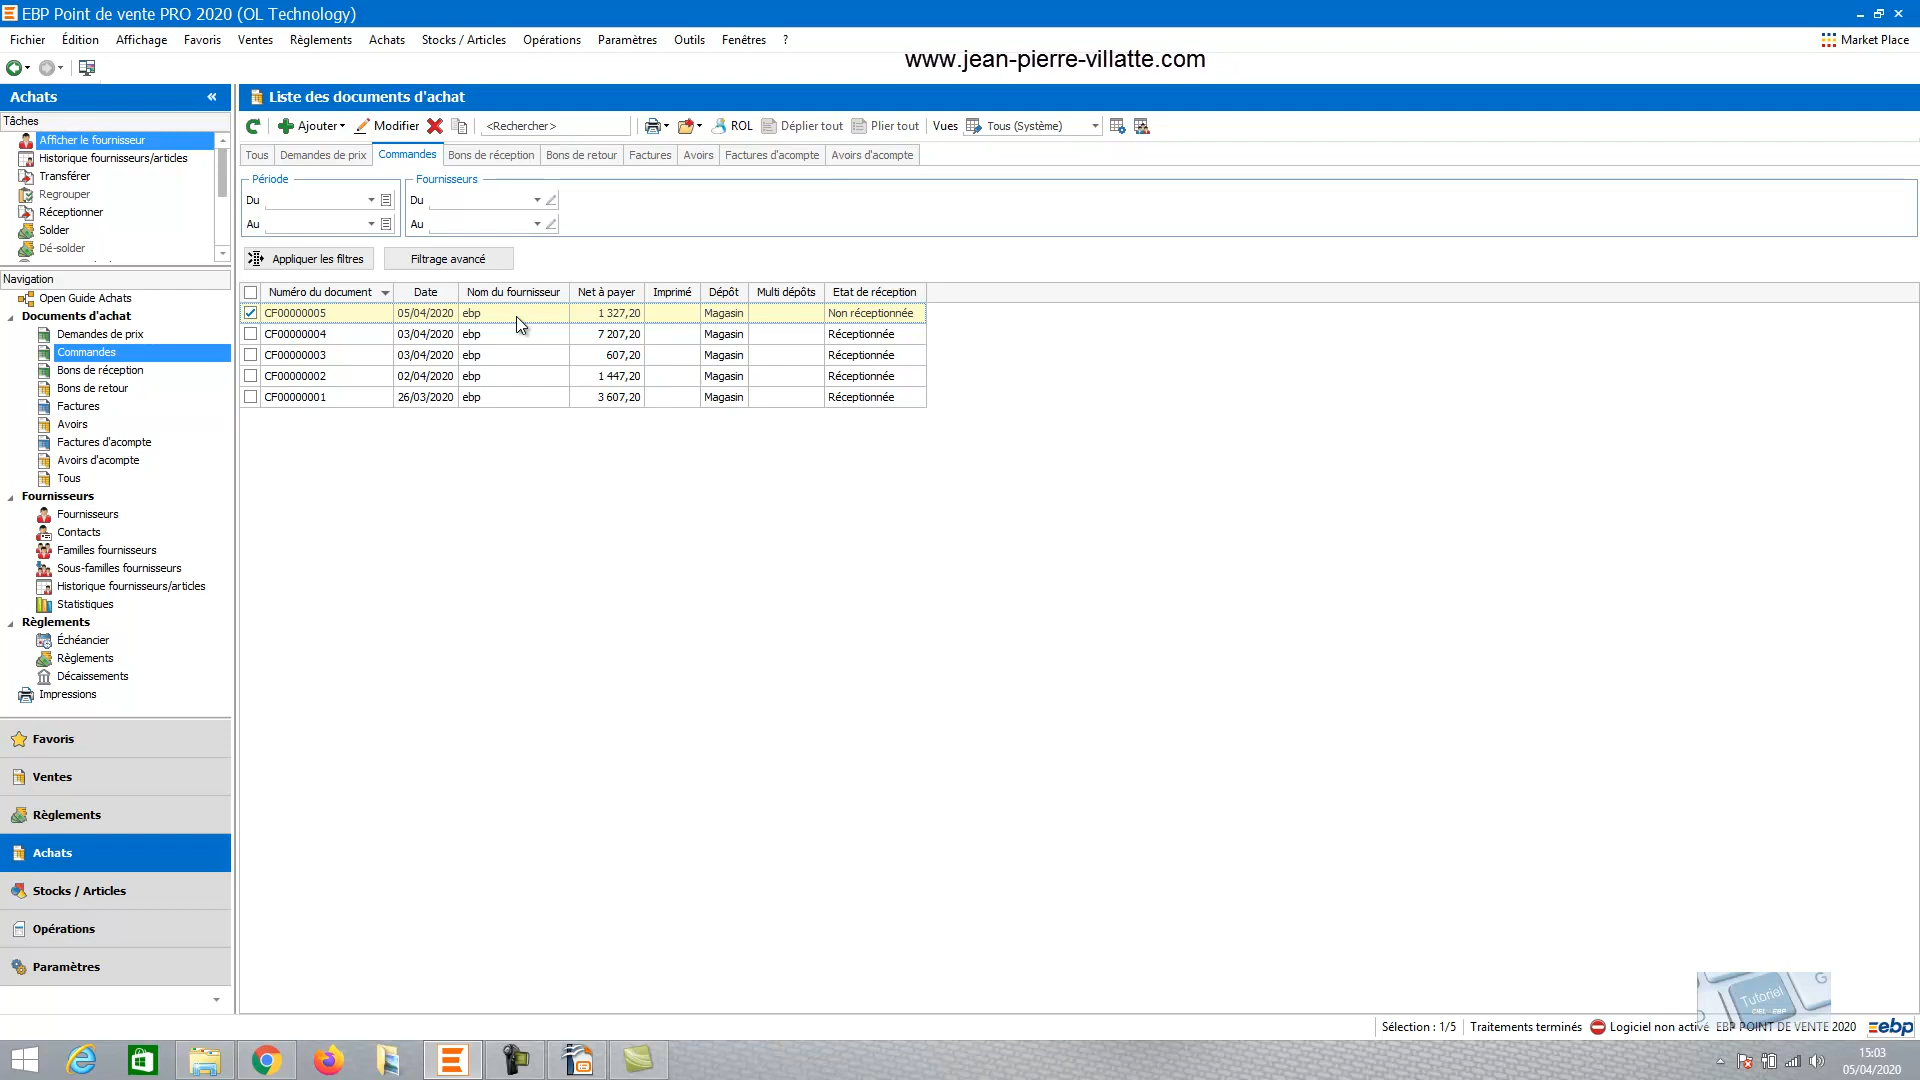 EBP Point de vente PRO 2020 (OL Technology)
Fichier Édition Affichage Favoris Ventes Règlements Achats Stocks / Articles Opérations Paramètres Outils Fenêtres ? Market Place
www.jean-pierre-villatte.com
Achats «
Tâches
Afficher le fournisseur
Historique fournisseurs/articles
Transférer
Regrouper
Réceptionner
Solder
Dé-solder
Navigation
Open Guide Achats
Documents d'achat
Demandes de prix
Commandes
Bons de réception
Bons de retour
Factures
Avoirs
Factures d'acompte
Avoirs d'acompte
Tous
Fournisseurs
Fournisseurs
Contacts
Familles fournisseurs
Sous-familles fournisseurs
Historique fournisseurs/articles
Statistiques
Règlements
Échéancier
Règlements
Décaissements
Impressions
Favoris
Ventes
Règlements
Achats
Stocks / Articles
Opérations
Paramètres
Liste des documents d'achat
Ajouter Modifier <Rechercher> ROL Déplier tout Plier tout Vues Tous (Système)
Tous Demandes de prix Commandes Bons de réception Bons de retour Factures Avoirs Factures d'acompte Avoirs d'acompte
Période Fournisseurs
Du Du
Au Au
Appliquer les filtres Filtrage avancé
Numéro du document Date Nom du fournisseur Net à payer Imprimé Dépôt Multi dépôts Etat de réception
CF00000005 05/04/2020 ebp 1 327,20 Magasin Non réceptionnée
CF00000004 03/04/2020 ebp 7 207,20 Magasin Réceptionnée
CF00000003 03/04/2020 ebp 607,20 Magasin Réceptionnée
CF00000002 02/04/2020 ebp 1 447,20 Magasin Réceptionnée
CF00000001 26/03/2020 ebp 3 607,20 Magasin Réceptionnée
Tutoriel
CIEL - EBP
G
Sélection : 1/5 Traitements terminés Logiciel non activé EBP POINT DE VENTE 2020 ebp
15:03
05/04/2020